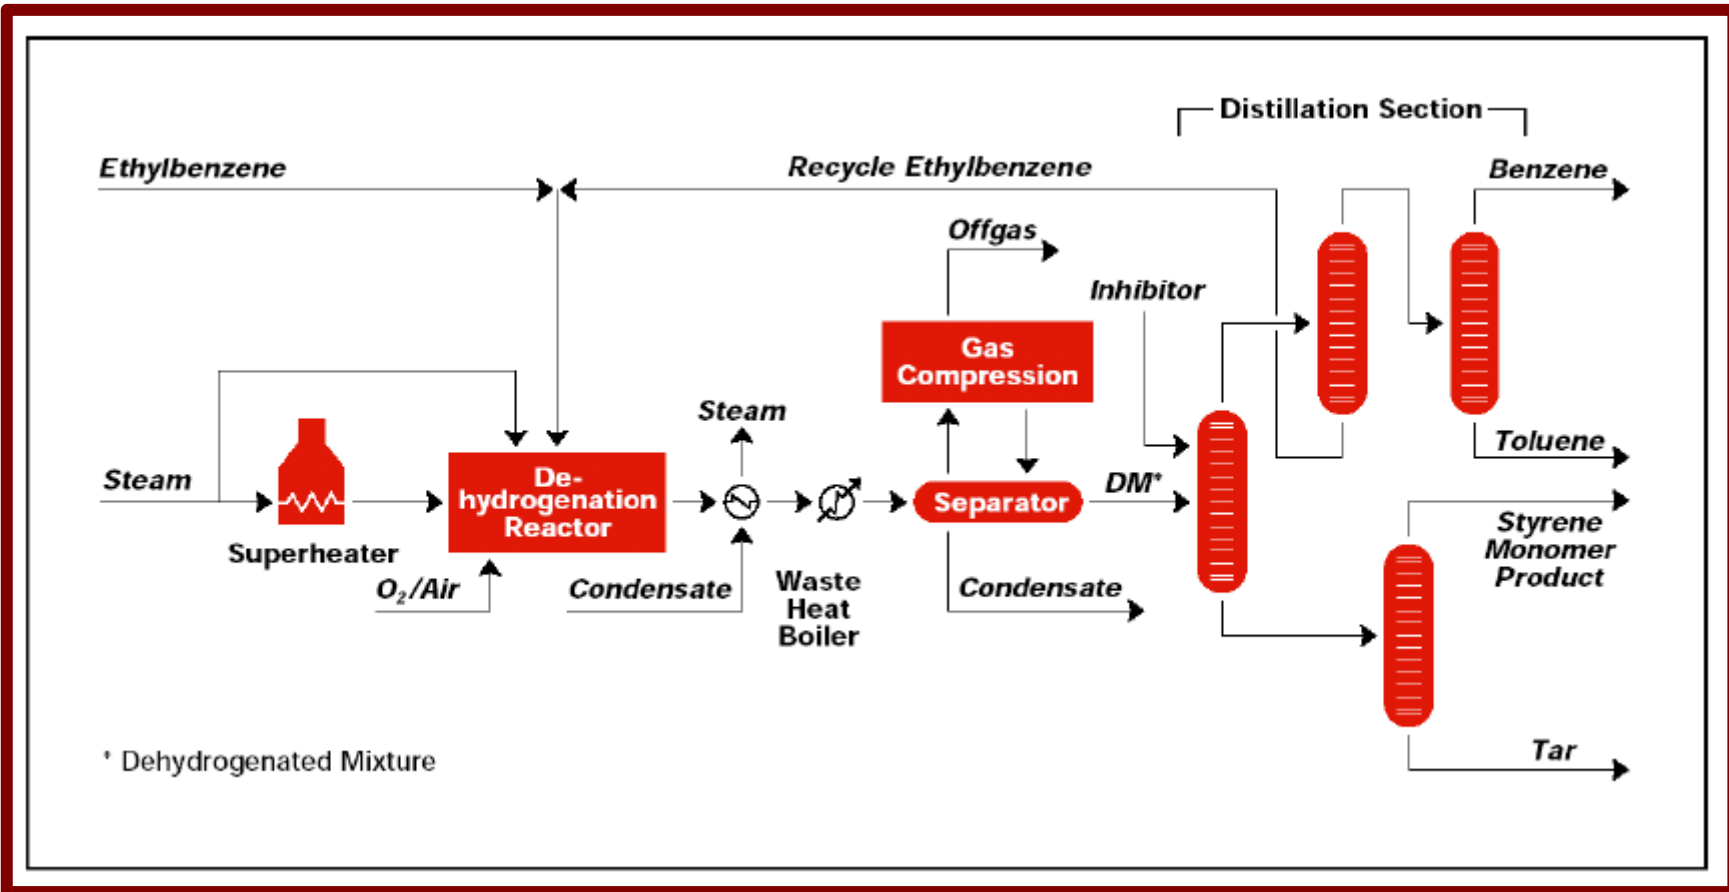 Distillation Section
Ethylbenzene
Recycle Ethylbenzene
Benzene
Offgas
Inhibitor
Gas
Compression
Steam
Toluene
Steam
De-
hydrogenation
Reactor
Separator
DM*
Styrene
Monomer
Product
Superheater
O₂/Air
Condensate
Waste
Heat
Boiler
Condensate
Tar
* Dehydrogenated Mixture